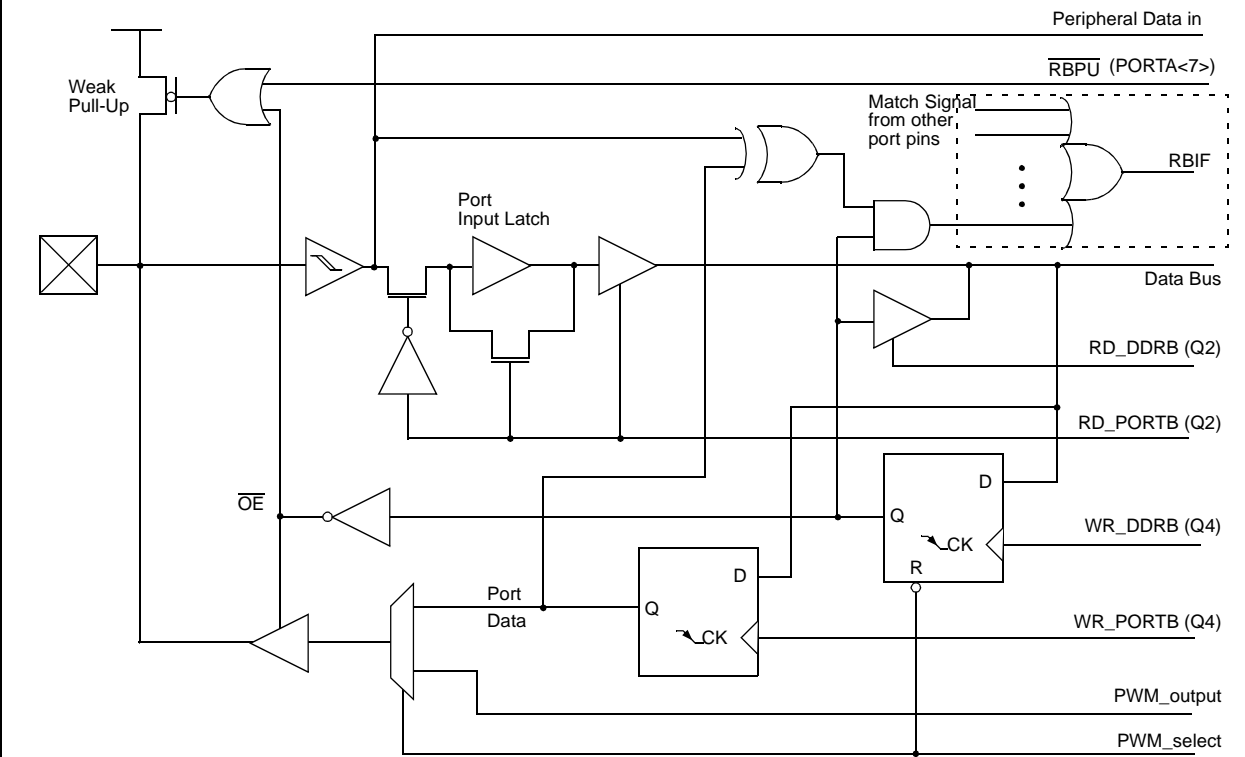 Peripheral Data in
RBPU (PORTA<7>)
Weak
Pull-Up
Match Signal
from other
port pins
RBIF
Port
Input Latch
Data Bus
RD_DDRB (Q2)
RD_PORTB (Q2)
D
OE
Q
WR_DDRB (Q4)
CK
R
D
Port
Data
Q
WR_PORTB (Q4)
CK
PWM_output
PWM_select